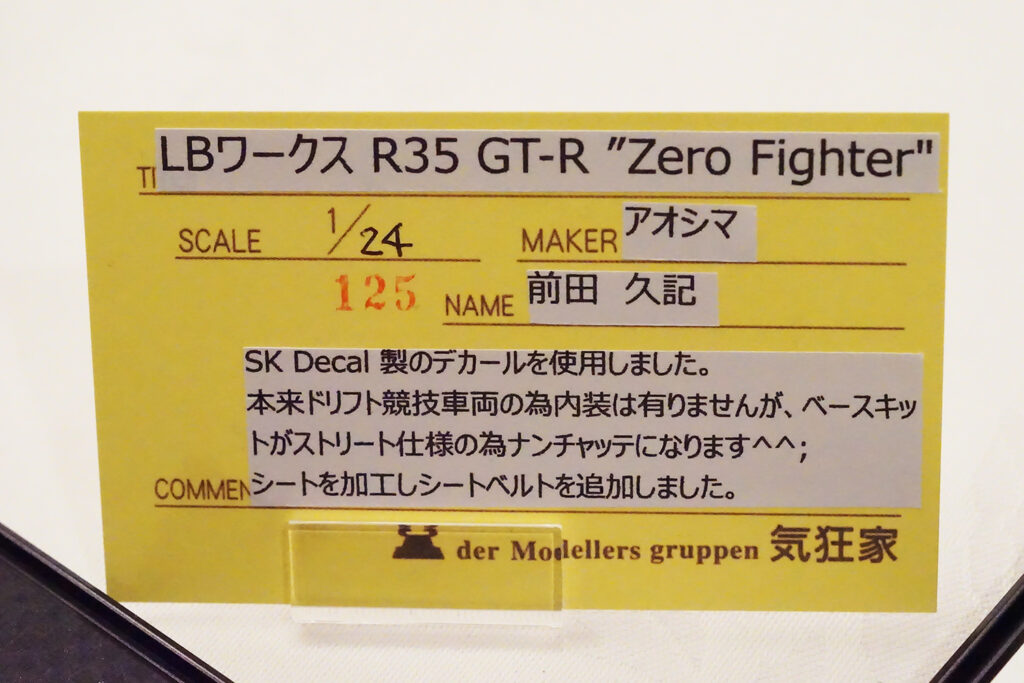 TI LBワークス R35 GT-R ”Zero Fighter"
SCALE 1/24 MAKER アオシマ
125 NAME 前田 久記
SK Decal 製のデカールを使用しました。
本来ドリフト競技車両の為内装は有りませんが、ベースキッ
トがストリート仕様の為ナンチャッテになります^^;
COMMEN シートを加工しシートベルトを追加しました。
der Modellers gruppen 気狂家